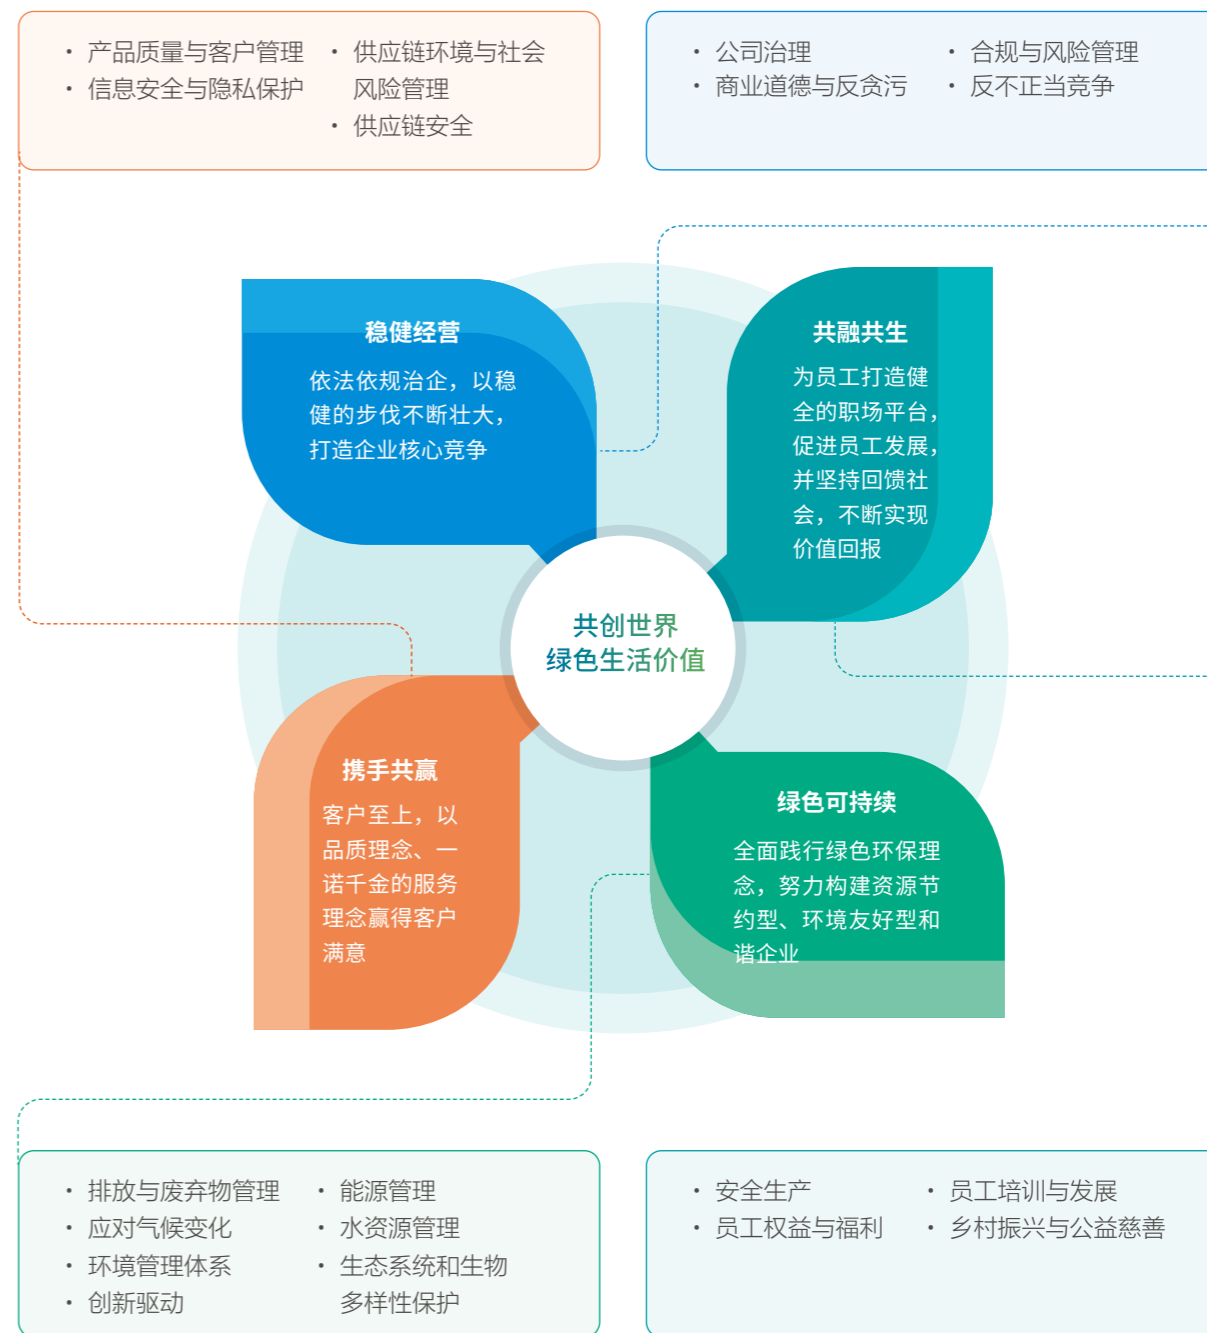 · 产品质量与客户管理
· 信息安全与隐私保护
· 供应链环境与社会
风险管理
· 供应链安全
· 公司治理
· 商业道德与反贪污
· 合规与风险管理
· 反不正当竞争
稳健经营
依法依规治企，以稳
健的步伐不断壮大，
打造企业核心竞争
共融共生
为员工打造健
全的职场平台，
促进员工发展，
并坚持回馈社
会，不断实现
价值回报
共创世界
绿色生活价值
携手共赢
客户至上，以
品质理念、一
诺千金的服务
理念赢得客户
满意
绿色可持续
全面践行绿色环保理
念，努力构建资源节
约型、环境友好型和
谐企业
· 排放与废弃物管理
· 应对气候变化
· 环境管理体系
· 创新驱动
· 能源管理
· 水资源管理
· 生态系统和生物
多样性保护
· 安全生产
· 员工权益与福利
· 员工培训与发展
· 乡村振兴与公益慈善